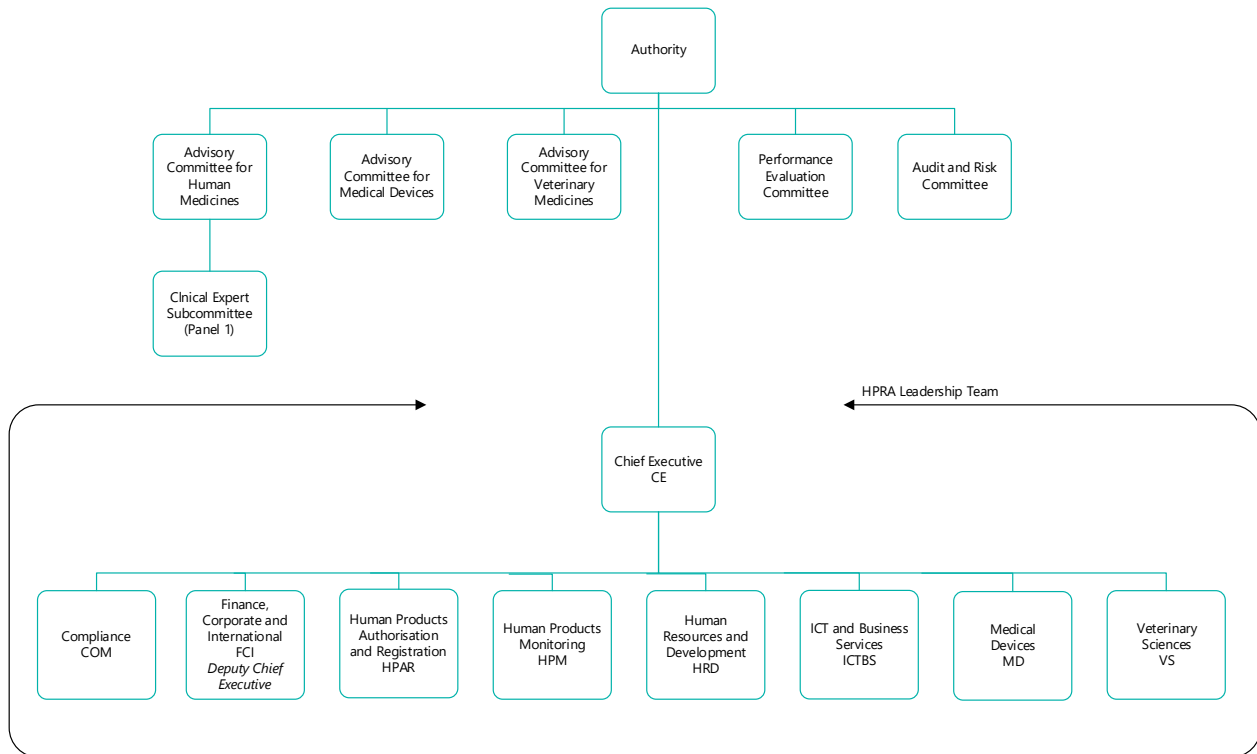 Authority
Advisory
Committee for
Human
Medicines
Advisory
Committee for
Medical Devices
Advisory
Committee for
Veterinary
Medicines
Performance
Evaluation
Committee
Audit and Risk
Committee
Clnical Expert
Subcommittee
(Panel 1)
HPRA Leadership Team
Chief Executive
CE
Compliance
COM
Finance,
Corporate and
International
FCI
Deputy Chief
Executive
Human Products
Authorisation
and Registration
HPAR
Human Products
Monitoring
HPM
Human
Resources and
Development
HRD
ICT and Business
Services
ICTBS
Medical
Devices
MD
Veterinary
Sciences
VS